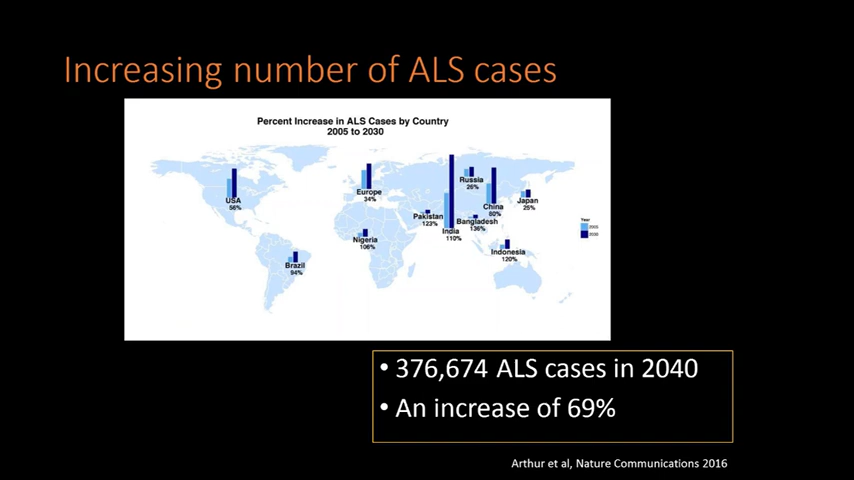 Increasing number of ALS cases
Percent Increase in ALS Cases by Country
2005 to 2030
USA
56%
Europe
34%
Russia
26%
China
80%
Japan
25%
Pakistan
123%
India
110%
Bangladesh
136%
Nigeria
106%
Indonesia
120%
Brazil
94%
Year
2005
2030
• 376,674 ALS cases in 2040
• An increase of 69%
Arthur et al, Nature Communications 2016